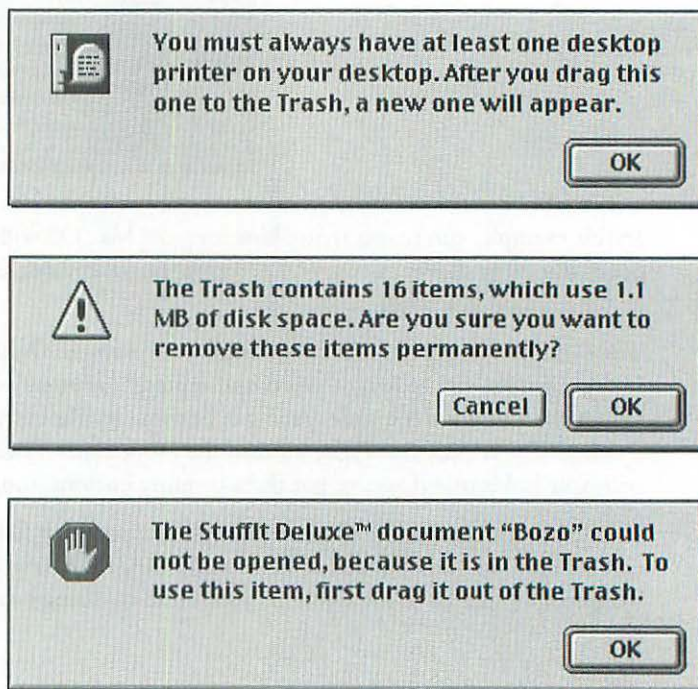 You must always have at least one desktop
printer on your desktop. After you drag this
one to the Trash, a new one will appear.
OK
The Trash contains 16 items, which use 1.1
MB of disk space. Are you sure you want to
remove these items permanently?
Cancel OK
The StuffIt Deluxe™ document “Bozo” could
not be opened, because it is in the Trash. To
use this item, first drag it out of the Trash.
OK